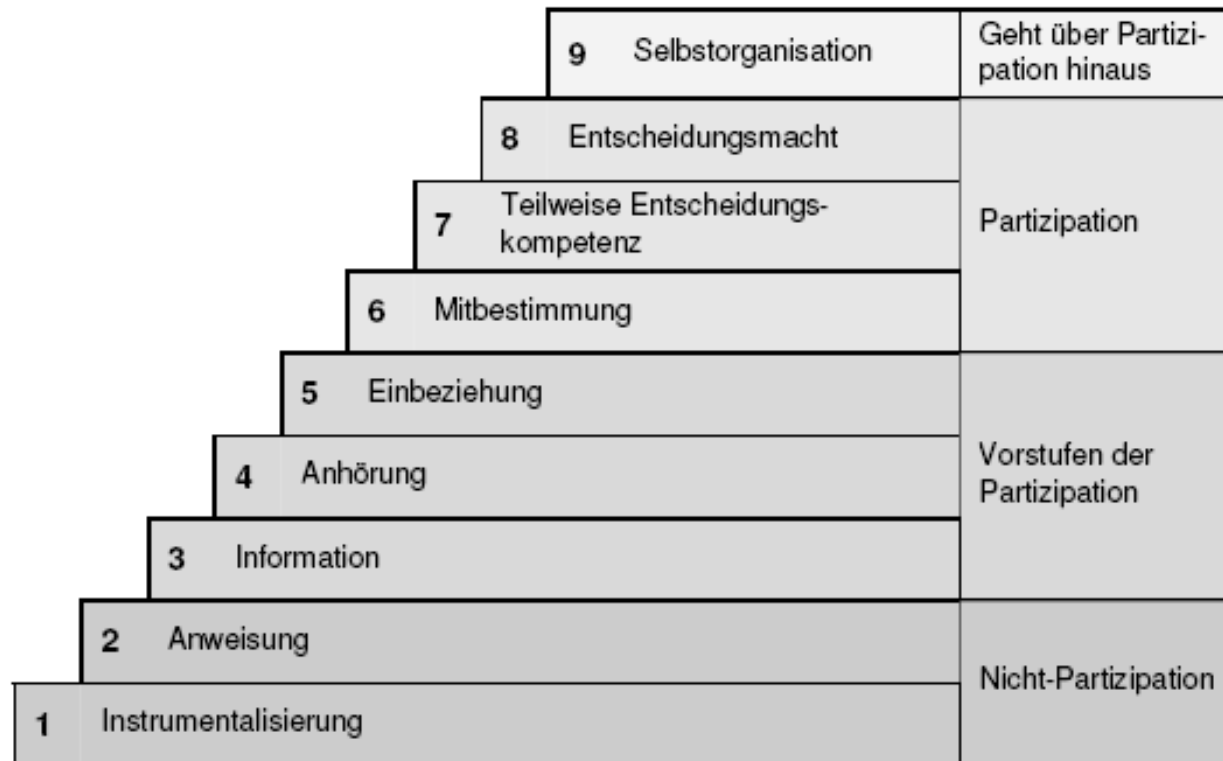 9 Selbstorganisation
Geht über Partizi-
pation hinaus
8 Entscheidungsmacht
7 Teilweise Entscheidungs-
kompetenz
Partizipation
6 Mitbestimmung
5 Einbeziehung
4 Anhörung
Vorstufen der
Partizipation
3 Information
2 Anweisung
Nicht-Partizipation
1 Instrumentalisierung